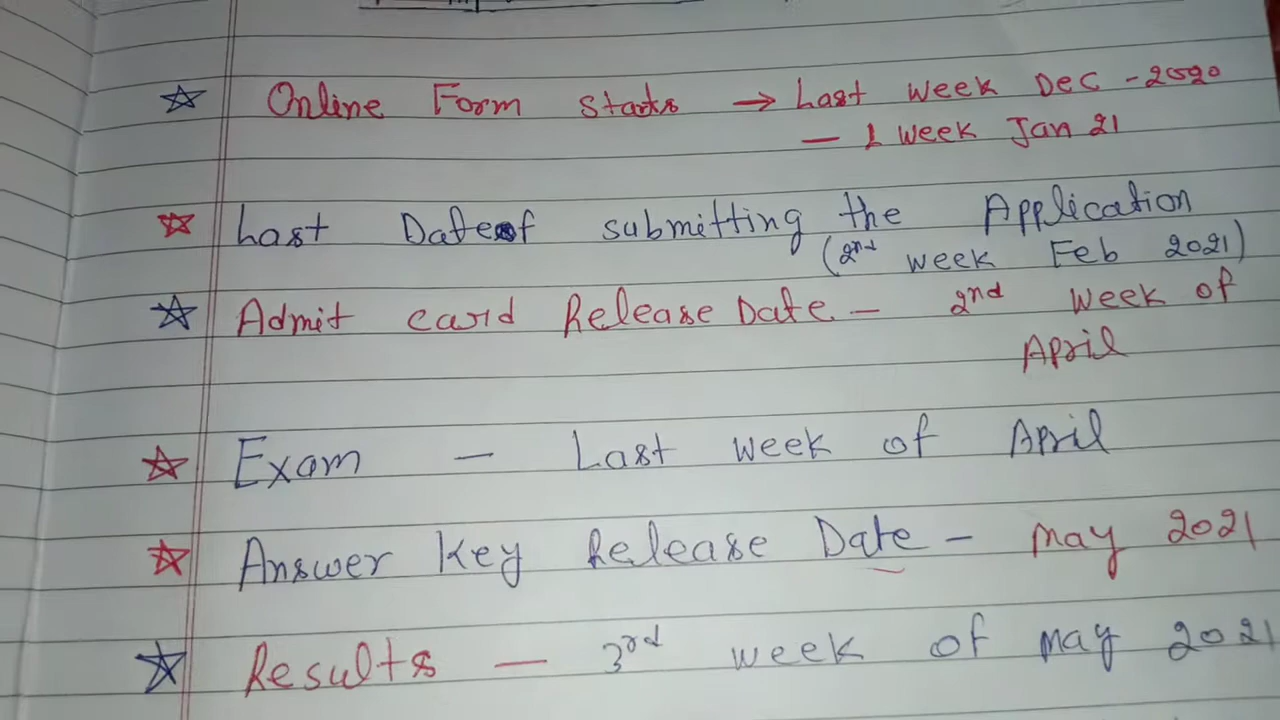 Online Form Starts → Last Week Dec - 2020
— 1 Week Jan 21
Last Date of submitting the Application
(2nd week Feb 2021)
Admit card Release Date — 2nd Week of
April
Exam — Last week of April
Answer Key Release Date — May 2021
Results — 3rd week of May 2021